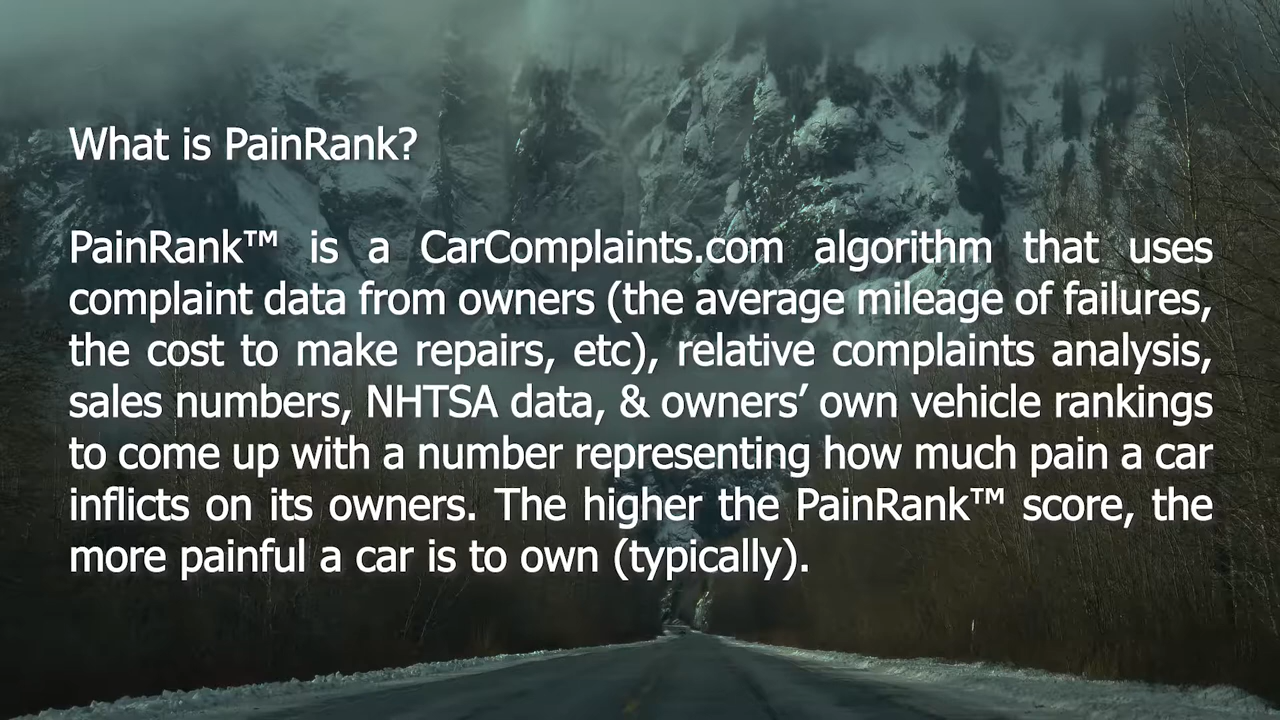 What is PainRank?
PainRank™ is a CarComplaints.com algorithm that uses
complaint data from owners (the average mileage of failures,
the cost to make repairs, etc), relative complaints analysis,
sales numbers, NHTSA data, & owners’ own vehicle rankings
to come up with a number representing how much pain a car
inflicts on its owners. The higher the PainRank™ score, the
more painful a car is to own (typically).